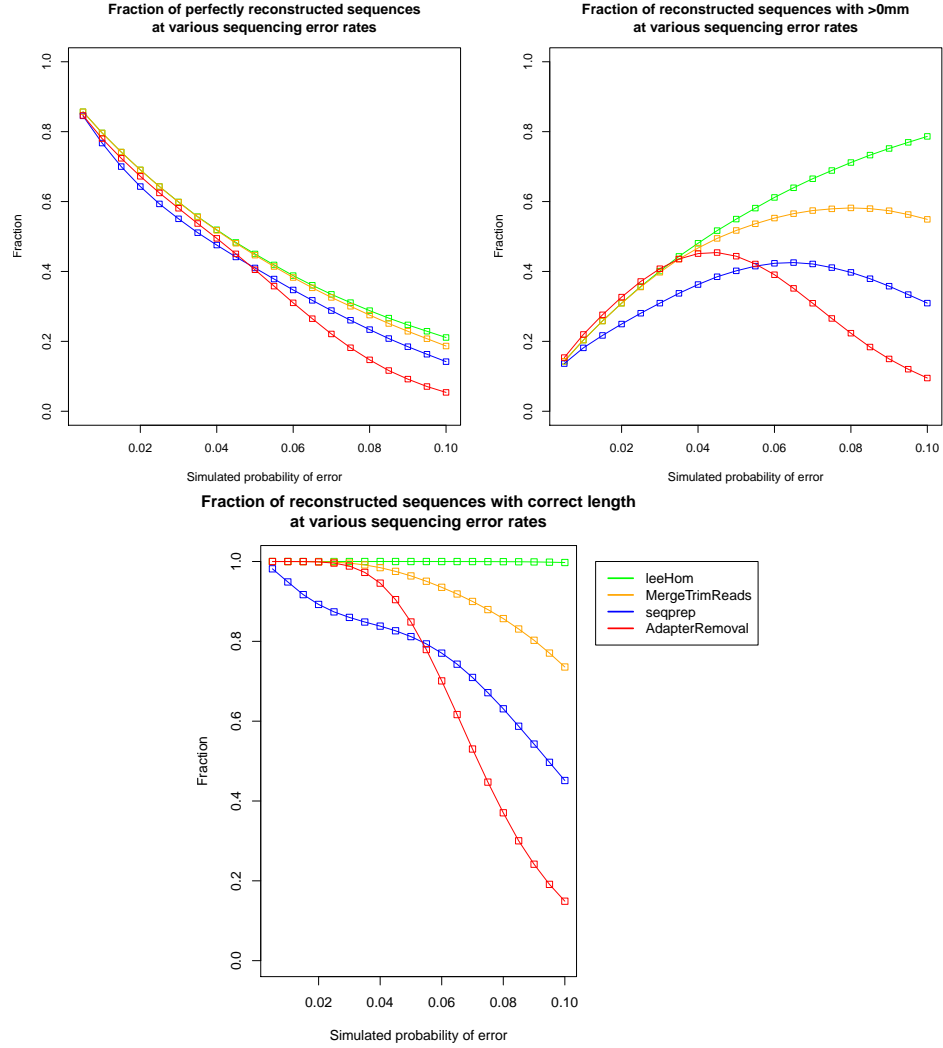 Fraction of perfectly reconstructed sequences
at various sequencing error rates
Fraction
0.0
0.2
0.4
0.6
0.8
1.0
0.02
0.04
0.06
0.08
0.10
Simulated probability of error
Fraction of reconstructed sequences with >0mm
at various sequencing error rates
Fraction
0.0
0.2
0.4
0.6
0.8
1.0
0.02
0.04
0.06
0.08
0.10
Simulated probability of error
Fraction of reconstructed sequences with correct length
at various sequencing error rates
Fraction
0.0
0.2
0.4
0.6
0.8
1.0
0.02
0.04
0.06
0.08
0.10
Simulated probability of error
leeHom
MergeTrimReads
seqprep
AdapterRemoval